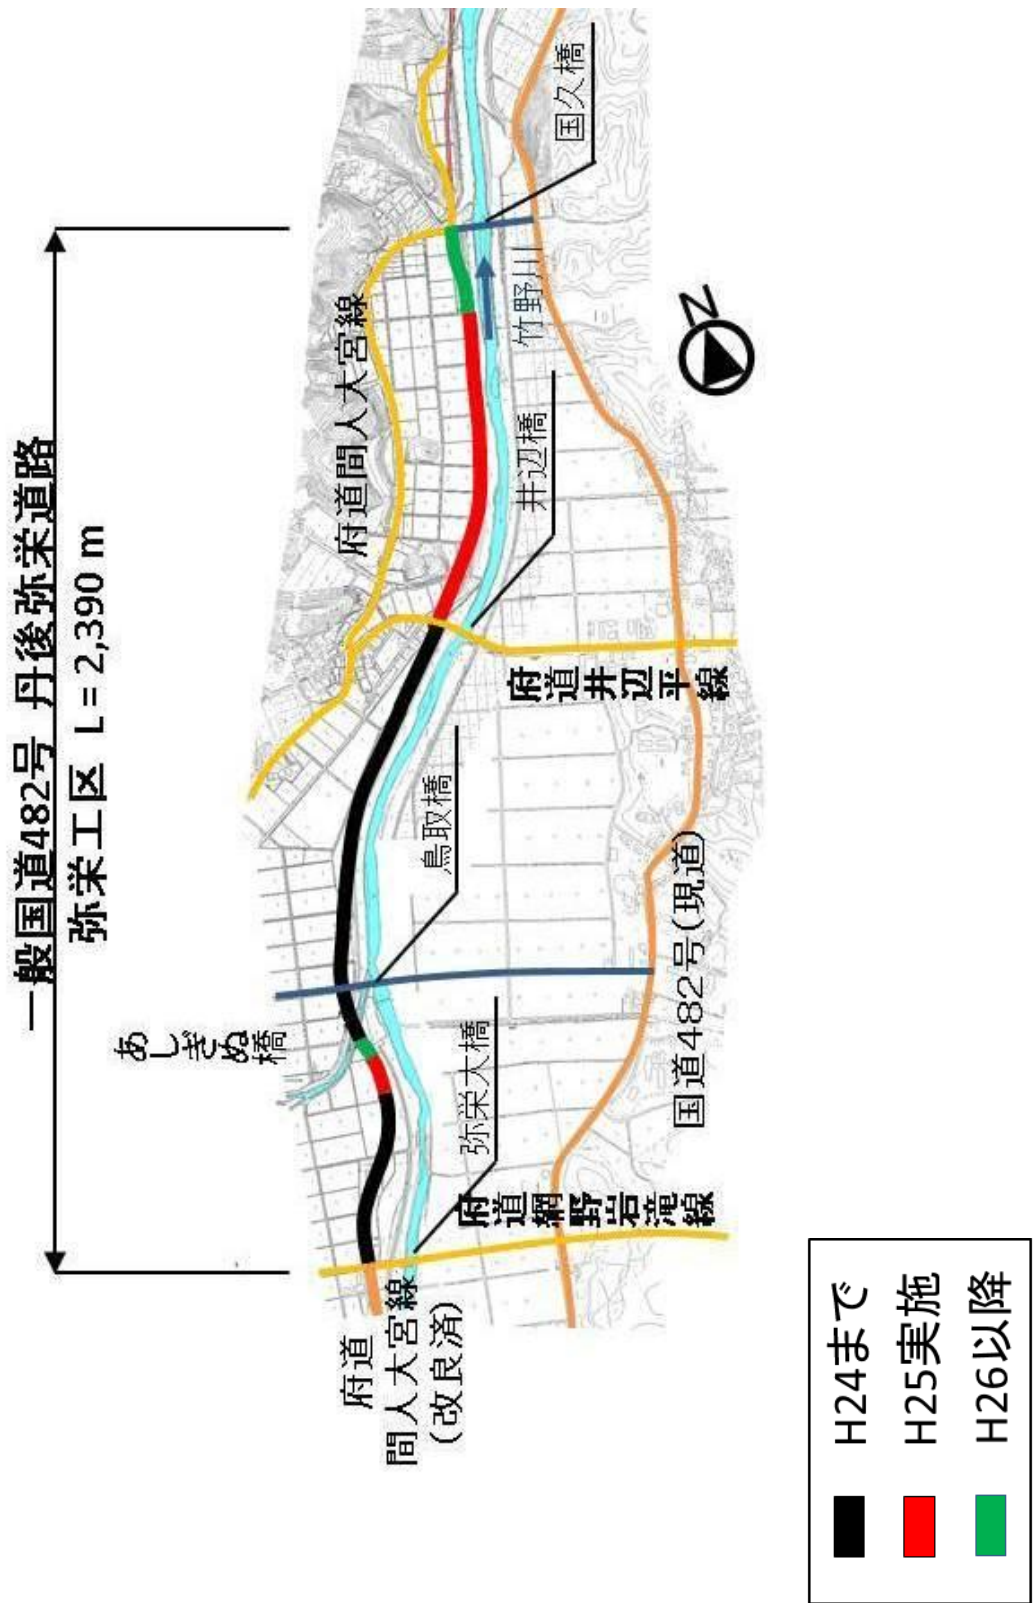 一般国道482号 丹後弥栄道路
弥栄工区 L = 2,390 m
あしぎぬ橋
府道
間人大宮線
(改良済)
府道間人大宮線
弥栄大橋
鳥取橋
井辺橋
竹野川
国久橋
府道網野岩滝線
府道井辺平線
国道482号(現道)
N
H24まで
H25実施
H26以降